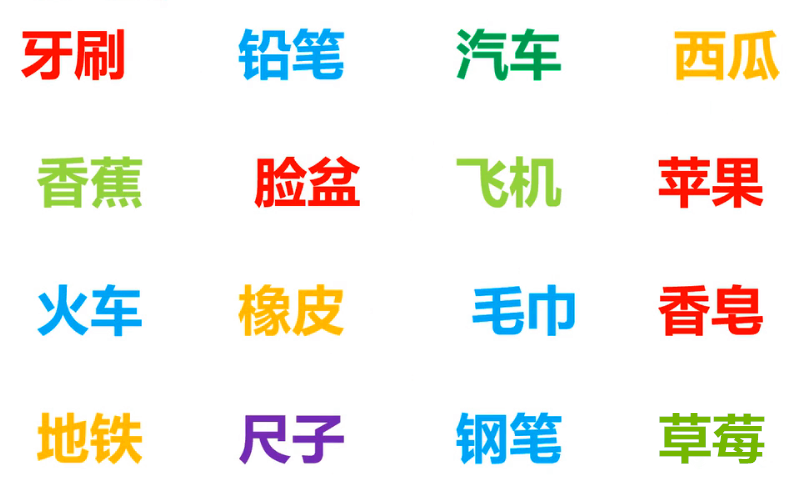 牙刷 铅笔 汽车 西瓜
香蕉 脸盆 飞机 苹果
火车 橡皮 毛巾 香皂
地铁 尺子 钢笔 草莓